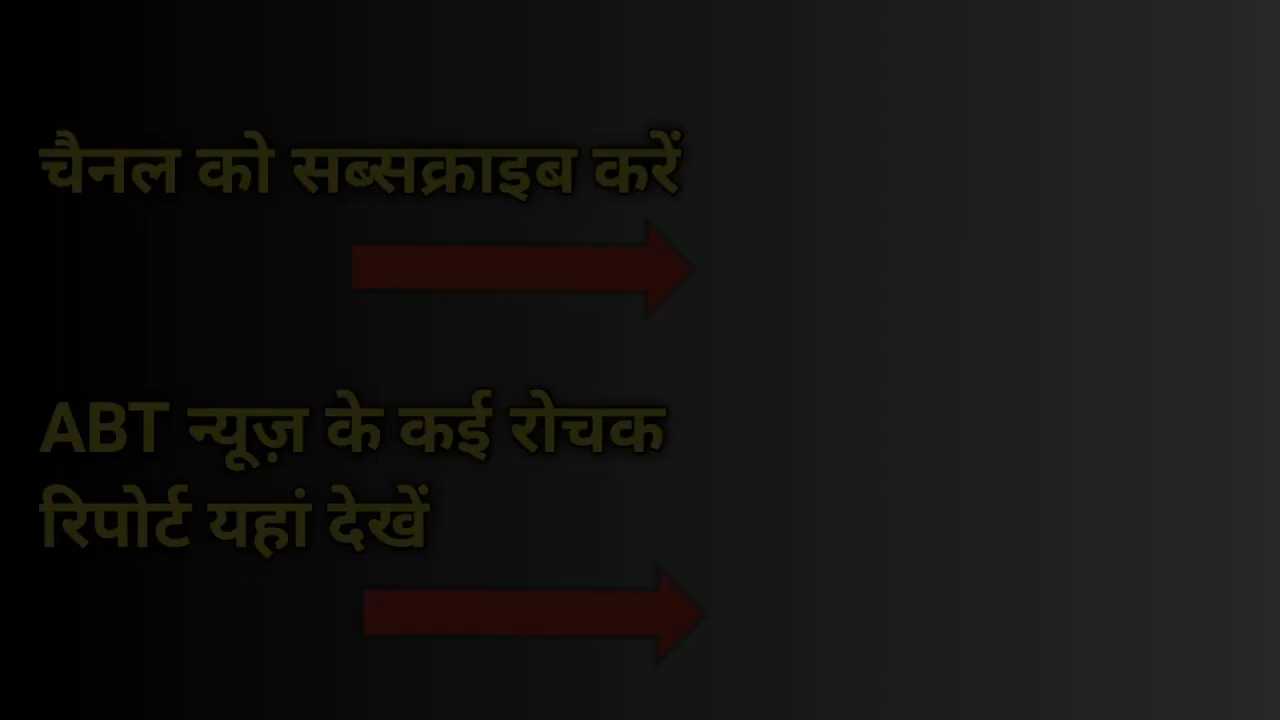 चैनल को सब्सक्राइब करें
ABT न्यूज़ के कई रोचक
रिपोर्ट यहां देखें